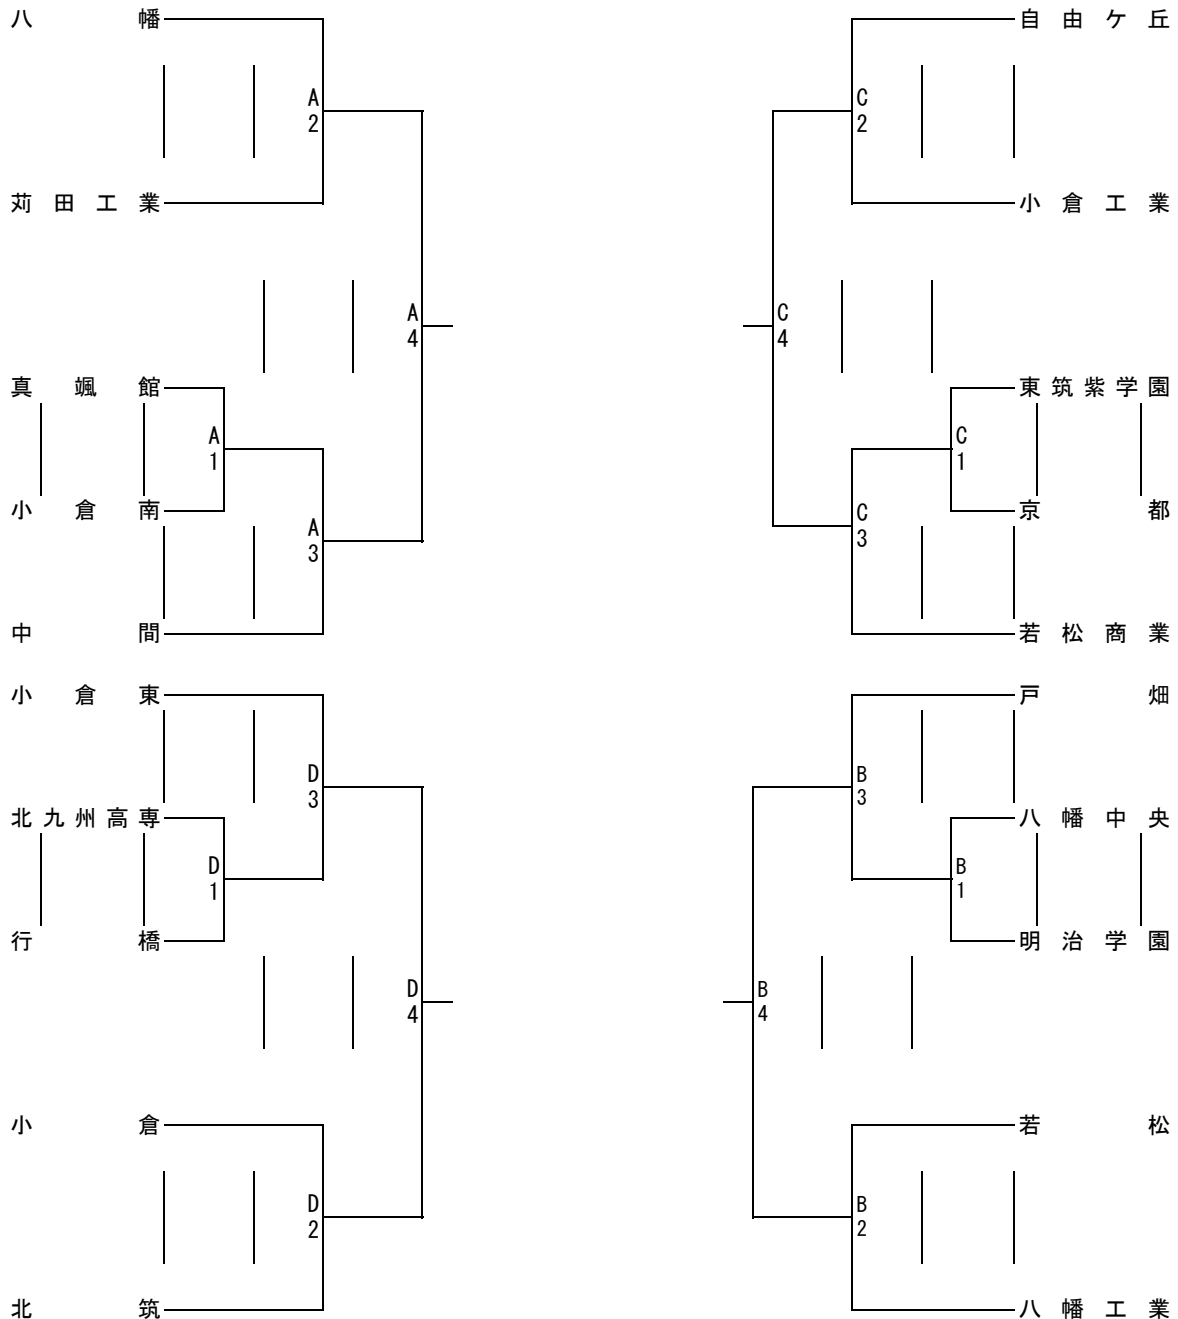 八幡
自由ケ丘
A
2
C
2
苅田工業
小倉工業
A
4
C
4
真颯館
東筑紫学園
A
1
C
1
小倉南
京都
A
3
C
3
中間
若松商業
小倉東
戸畑
D
3
B
3
北九州高専
八幡中央
D
1
B
1
行橋
明治学園
D
4
B
4
小倉
若松
D
2
B
2
北筑
八幡工業